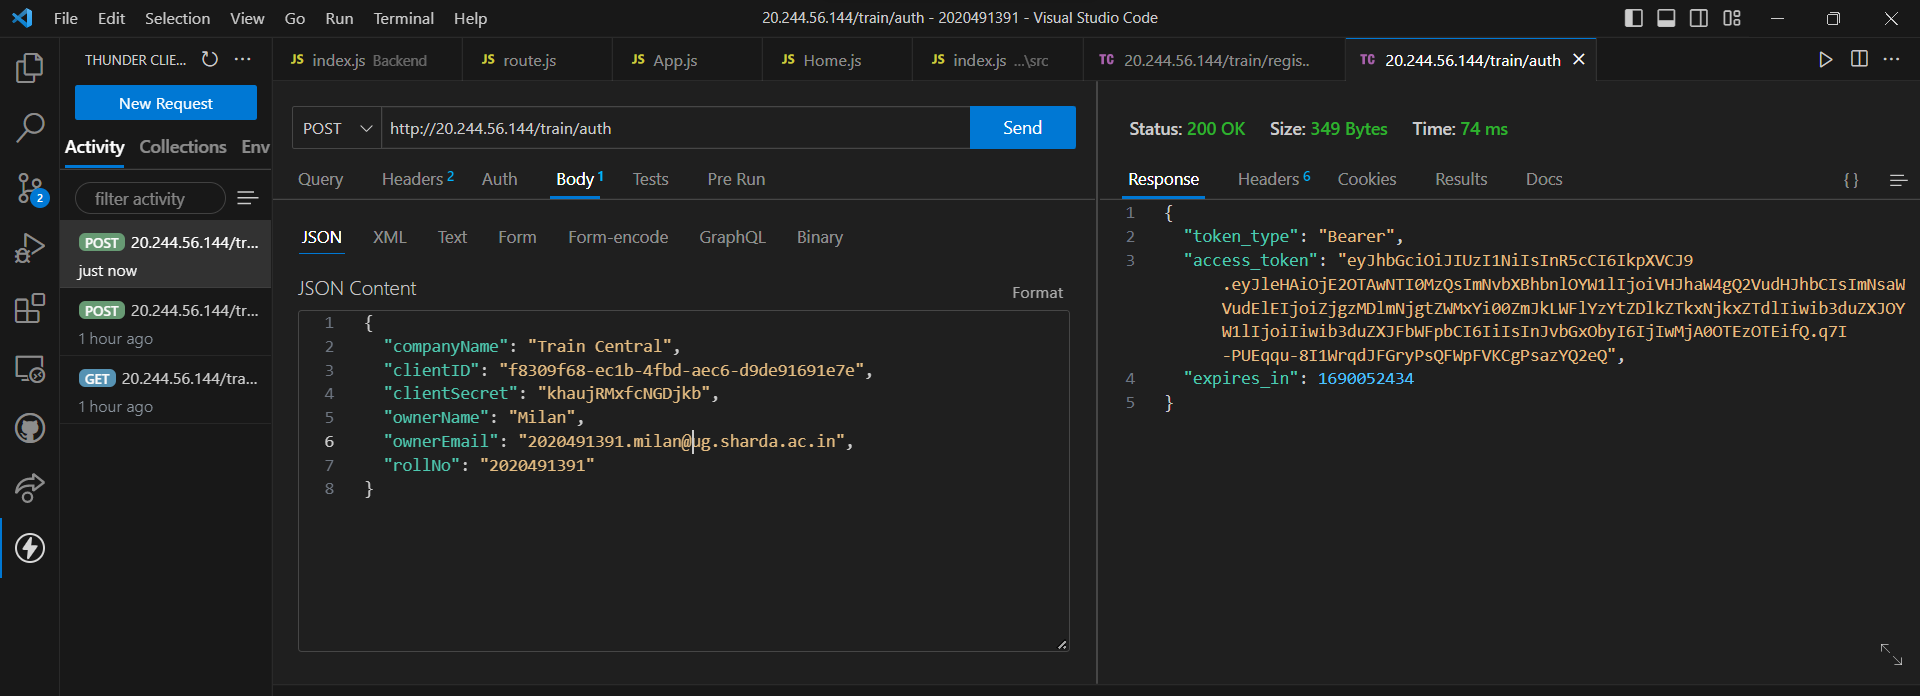 File Edit Selection View Go Run Terminal Help
20.244.56.144/train/auth - 2020491391 - Visual Studio Code
THUNDER CLIE...
New Request
Activity Collections Env
filter activity
POST 20.244.56.144/tr...
just now
POST 20.244.56.144/tr...
1 hour ago
GET 20.244.56.144/tra...
1 hour ago
2
JS index.js Backend
JS route.js
JS App.js
JS Home.js
JS index.js ...\src
TC 20.244.56.144/train/regis..
TC 20.244.56.144/train/auth
POST http://20.244.56.144/train/auth Send
Query Headers 2 Auth Body 1 Tests Pre Run
JSON XML Text Form Form-encode GraphQL Binary
JSON Content Format
1 {
2 "companyName": "Train Central",
3 "clientID": "f8309f68-ec1b-4fbd-aec6-d9de91691e7e",
4 "clientSecret": "khaujRMxfcNGDjkb",
5 "ownerName": "Milan",
6 "ownerEmail": "2020491391.milan@ug.sharda.ac.in",
7 "rollNo": "2020491391"
8 }
Status: 200 OK Size: 349 Bytes Time: 74 ms
Response Headers 6 Cookies Results Docs { }
1 {
2 "token_type": "Bearer",
3 "access_token": "eyJhbGciOiJIUzI1NiIsInR5cCI6IkpXVCJ9
.eyJleHAiOjE2OTAwNTI0MzQsImNvbXBhbnlOYW1lIjoiVHJhaW4gQ2VudHJhbCIsImNsaW
VudElEIjoiZjgzMDlmNjgtZWMxYi00ZmJkLWFlYzYtZDlkZTkxNjkxZTdlIiwib3duZXJOY
W1lIjoiIiwib3duZXJFbWFpbCI6IiIsInJvbGxObyI6IjIwMjA0OTEzOTEifQ.q7I
-PUEqqu-8I1WrqdJFGryPsQFWpFVKCgPsazYQ2eQ",
4 "expires_in": 1690052434
5 }